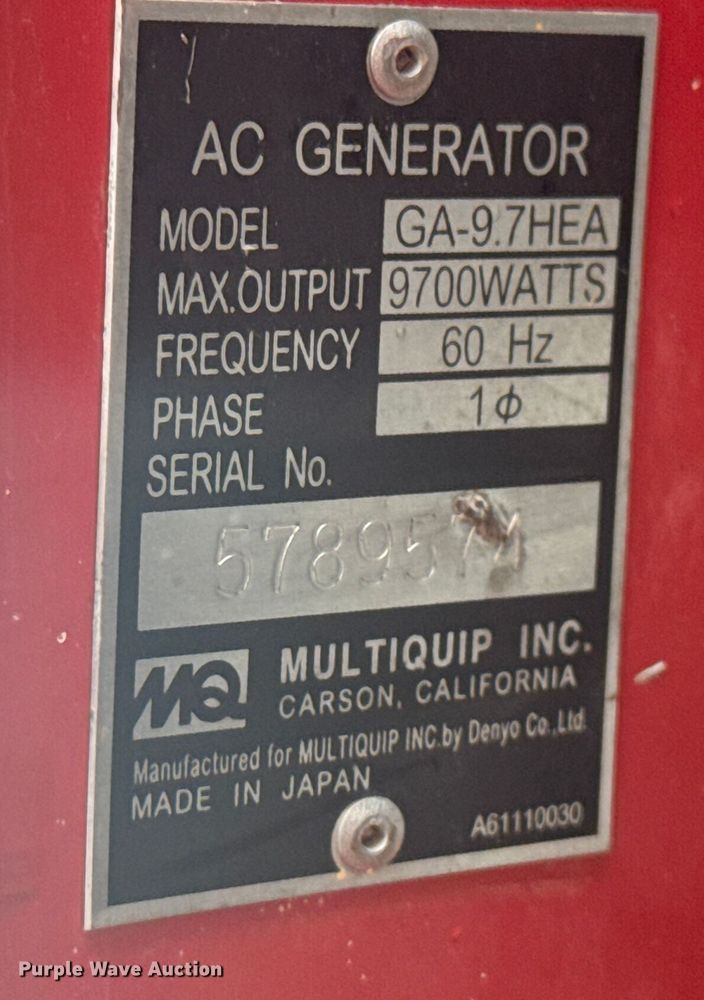 AC GENERATOR
MODEL GA-9.7HEA
MAX.OUTPUT 9700WATTS
FREQUENCY 60 Hz
PHASE 1ϕ
SERIAL No.
MQ MULTIQUIP INC.
CARSON, CALIFORNIA
Manufactured for MULTIQUIP INC.by Denyo Co.,Ltd.
MADE IN JAPAN
A61110030
Purple Wave Auction